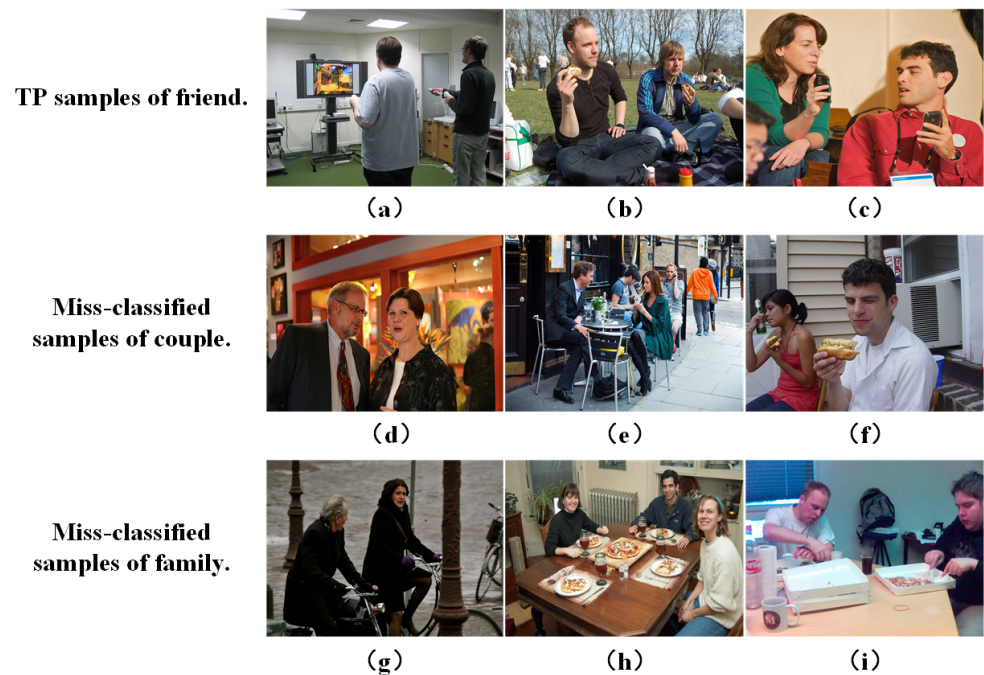 TP samples of friend.
(a)
(b)
(c)
Miss-classified
samples of couple.
(d)
(e)
(f)
Miss-classified
samples of family.
(g)
(h)
(i)